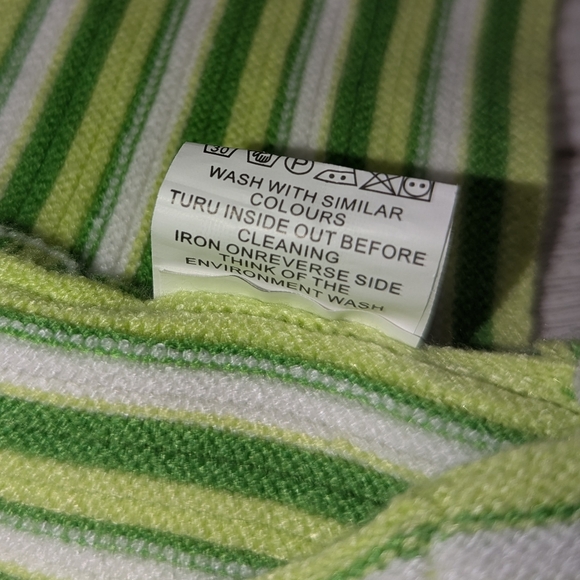 30 P
WASH WITH SIMILAR
COLOURS
TURU INSIDE OUT BEFORE
CLEANING
IRON ONREVERSE SIDE
THINK OF THE
ENVIRONMENT WASH